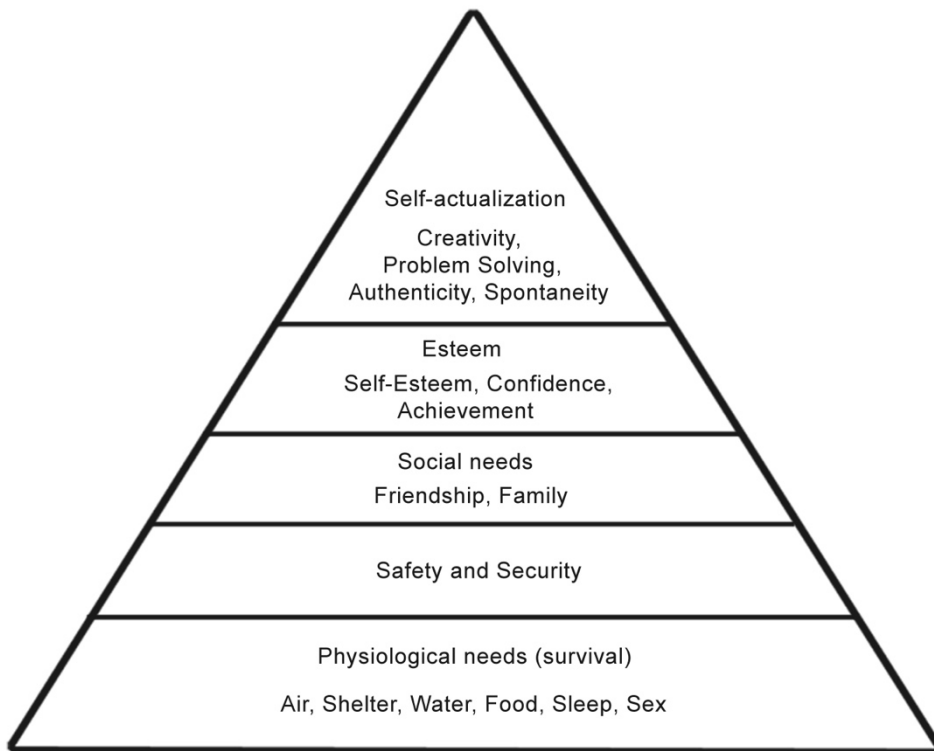 Self-actualization
Creativity,
Problem Solving,
Authenticity, Spontaneity
Esteem
Self-Esteem, Confidence,
Achievement
Social needs
Friendship, Family
Safety and Security
Physiological needs (survival)
Air, Shelter, Water, Food, Sleep, Sex